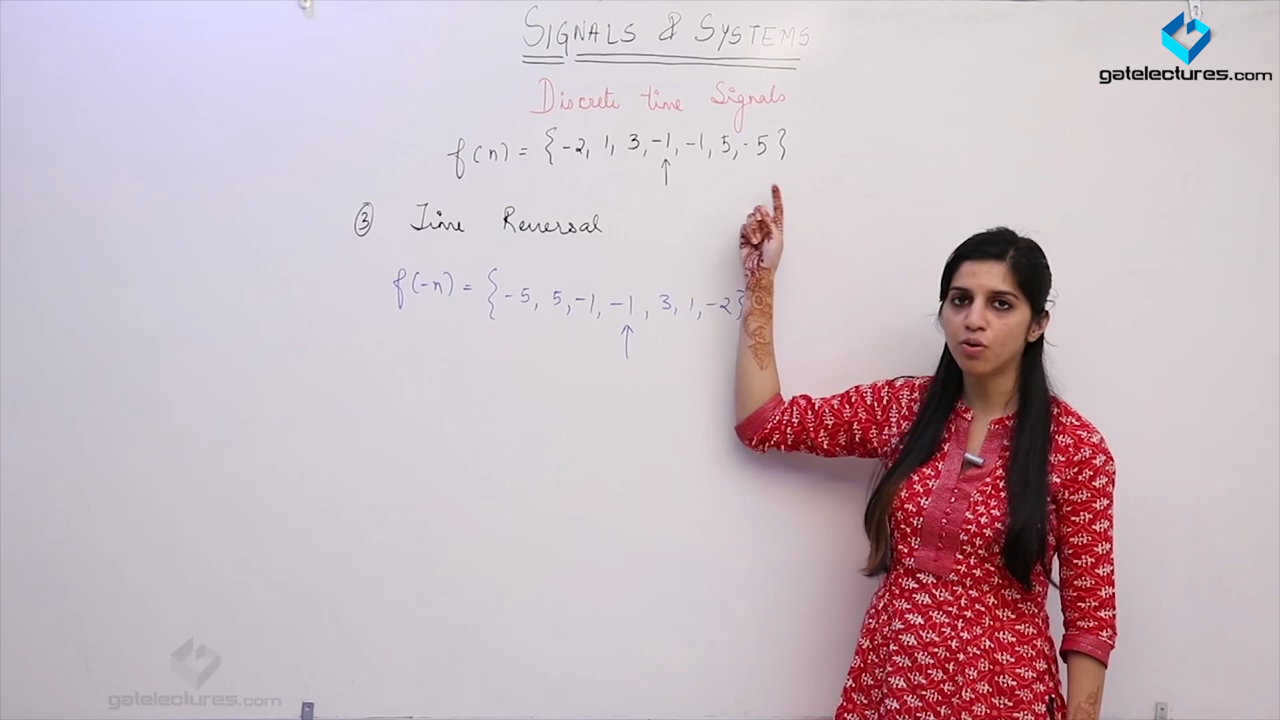 SIGNALS & SYSTEMS
gatelectures.com
Discrete time Signals
f(n) = {-2, 1, 3, -1, -1, 5, -5}
↑
③ Time Reversal
f(-n) = {-5, 5, -1, -1, 3, 1, -2}
↑
gatelectures.com